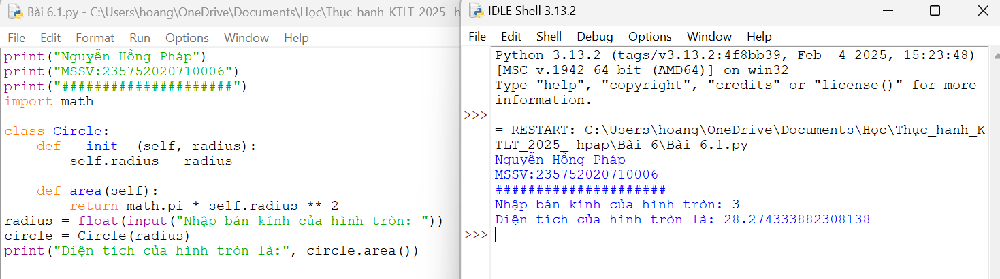 Bài 6.1.py - C:\Users\hoang\OneDrive\Documents\Học\Thục_hanh_KTLT_2025_ h
File Edit Format Run Options Window Help
print("Nguyễn Hồng Pháp")
print("MSSV:235752020710006")
print("#####################")
import math
class Circle:
def __init__(self, radius):
self.radius = radius
def area(self):
return math.pi * self.radius ** 2
radius = float(input("Nhập bán kính của hình tròn: "))
circle = Circle(radius)
print("Diện tích của hình tròn là:", circle.area())
IDLE Shell 3.13.2
File Edit Shell Debug Options Window Help
Python 3.13.2 (tags/v3.13.2:4f8bb39, Feb  4 2025, 15:23:48)
[MSC v.1942 64 bit (AMD64)] on win32
Type "help", "copyright", "credits" or "license()" for more
information.
>>>
= RESTART: C:\Users\hoang\OneDrive\Documents\Học\Thục_hanh_K
TLT_2025_ hpap\Bài 6\Bài 6.1.py
Nguyễn Hồng Pháp
MSSV:235752020710006
#####################
Nhập bán kính của hình tròn: 3
Diện tích của hình tròn là: 28.274333882308138
>>>